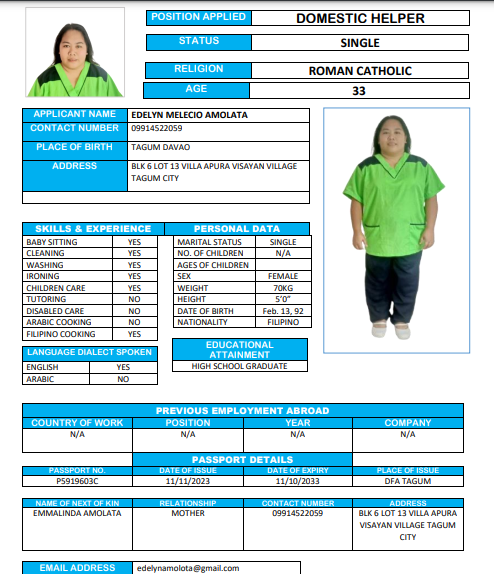 POSITION APPLIED DOMESTIC HELPER
STATUS SINGLE
RELIGION ROMAN CATHOLIC
AGE 33
APPLICANT NAME EDELYN MELECIO AMOLATA
CONTACT NUMBER 09914522059
PLACE OF BIRTH TAGUM DAVAO
ADDRESS BLK 6 LOT 13 VILLA APURA VISAYAN VILLAGE
TAGUM CITY
SKILLS & EXPERIENCE PERSONAL DATA
BABY SITTING YES MARITAL STATUS SINGLE
CLEANING YES NO. OF CHILDREN N/A
WASHING YES AGES OF CHILDREN
IRONING YES SEX FEMALE
CHILDREN CARE YES WEIGHT 70KG
TUTORING NO HEIGHT 5'0"
DISABLED CARE NO DATE OF BIRTH Feb. 13, 92
ARABIC COOKING NO NATIONALITY FILIPINO
FILIPINO COOKING YES
LANGUAGE DIALECT SPOKEN
ENGLISH YES
ARABIC NO
EDUCATIONAL
ATTAINMENT
HIGH SCHOOL GRADUATE
PREVIOUS EMPLOYMENT ABROAD
COUNTRY OF WORK POSITION YEAR COMPANY
N/A N/A N/A N/A
PASSPORT DETAILS
PASSPORT NO. DATE OF ISSUE DATE OF EXPIRY PLACE OF ISSUE
P5919603C 11/11/2023 11/10/2033 DFA TAGUM
NAME OF NEXT OF KIN RELATIONSHIP CONTACT NUMBER ADDRESS
EMMALINDA AMOLATA MOTHER 09914522059 BLK 6 LOT 13 VILLA APURA
VISAYAN VILLAGE TAGUM
CITY
EMAIL ADDRESS edelynamolota@gmail.com